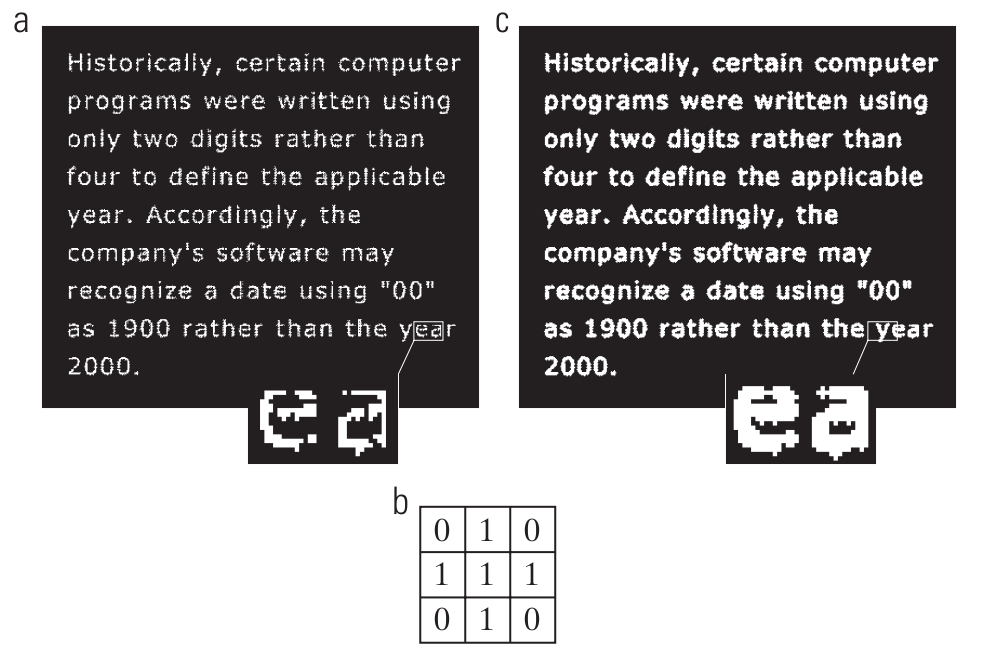 a
Historically, certain computer
programs were written using
only two digits rather than
four to define the applicable
year. Accordingly, the
company's software may
recognize a date using "00"
as 1900 rather than the year
2000.
e a
c
Historically, certain computer
programs were written using
only two digits rather than
four to define the applicable
year. Accordingly, the
company's software may
recognize a date using "00"
as 1900 rather than the year
2000.
e a
b
0 1 0
1 1 1
0 1 0